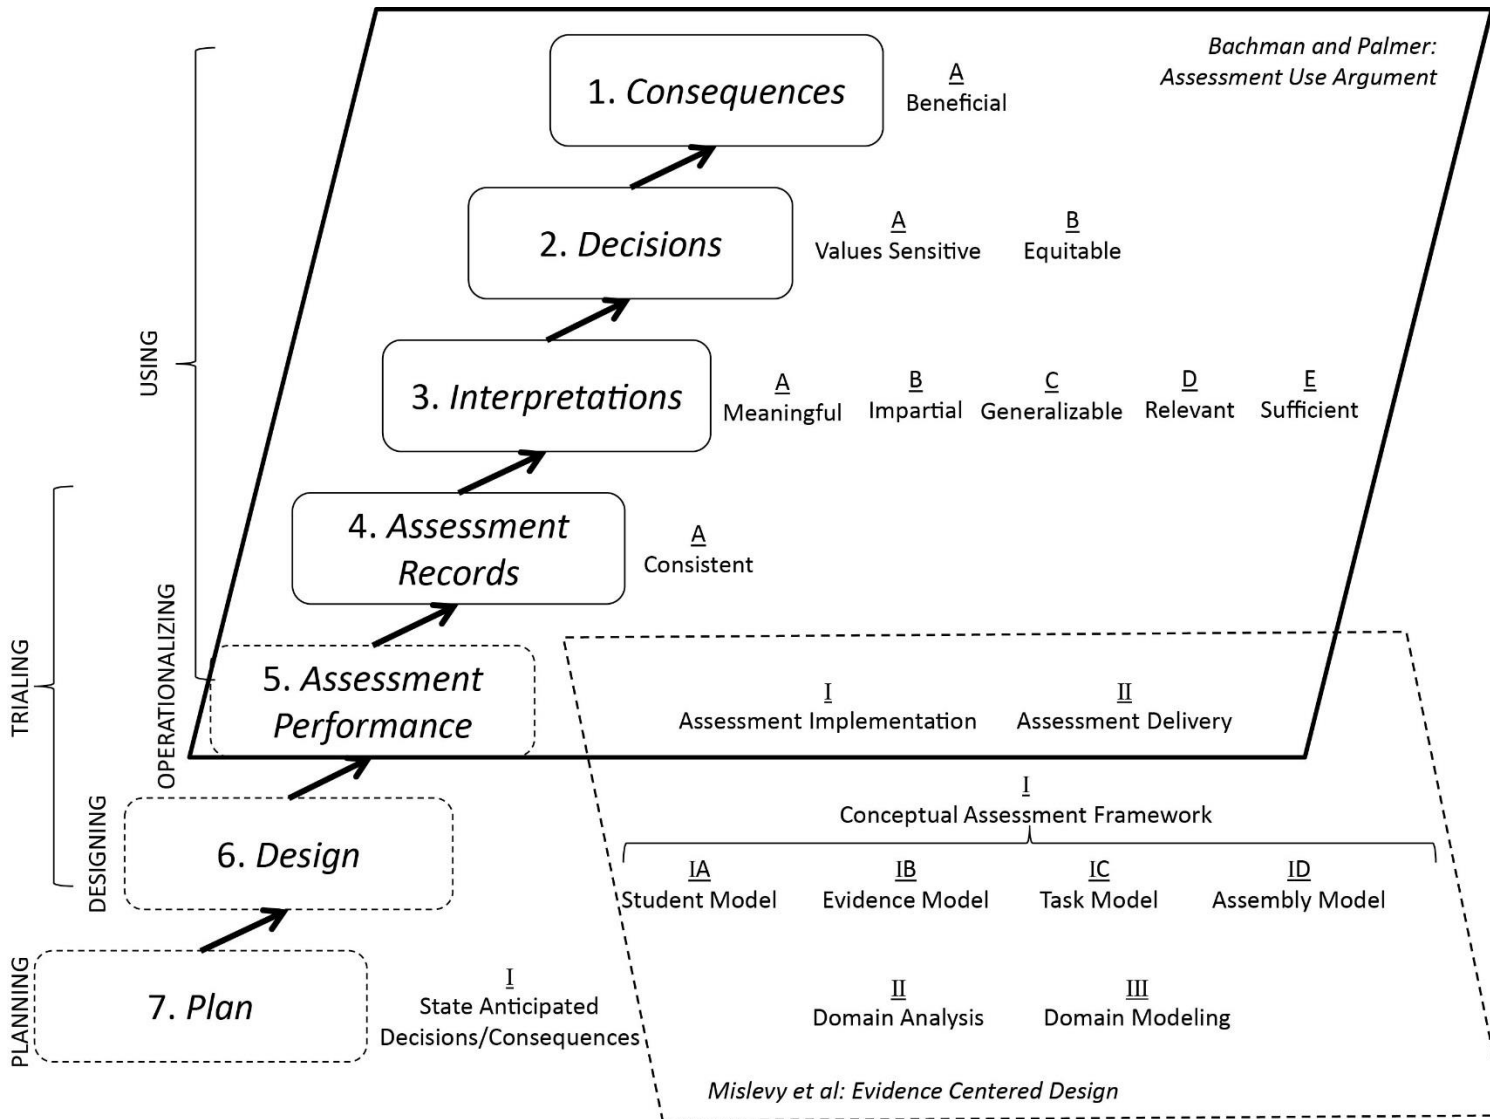 Bachman and Palmer:
Assessment Use Argument
1. Consequences
A
Beneficial
2. Decisions
A
Values Sensitive
B
Equitable
USING
3. Interpretations
A
Meaningful
B
Impartial
C
Generalizable
D
Relevant
E
Sufficient
4. Assessment
Records
A
Consistent
TRIALING
OPERATIONALIZING
5. Assessment
Performance
I
Assessment Implementation
II
Assessment Delivery
DESIGNING
6. Design
I
Conceptual Assessment Framework
IA
Student Model
IB
Evidence Model
IC
Task Model
ID
Assembly Model
PLANNING
7. Plan
I
State Anticipated
Decisions/Consequences
II
Domain Analysis
III
Domain Modeling
Mislevy et al: Evidence Centered Design